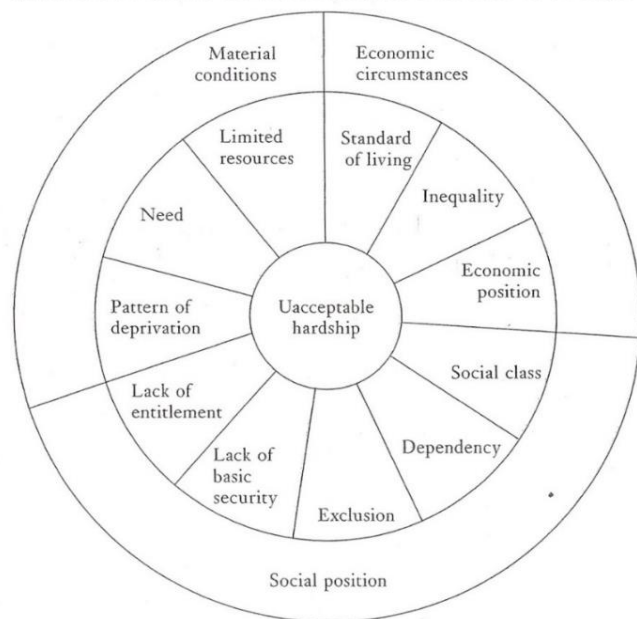 Material
conditions
Economic
circumstances
Limited
resources
Standard
of living
Need
Inequality
Pattern of
deprivation
Uacceptable
hardship
Economic
position
Lack of
entitlement
Social class
Lack of
basic
security
Dependency
Exclusion
Social position